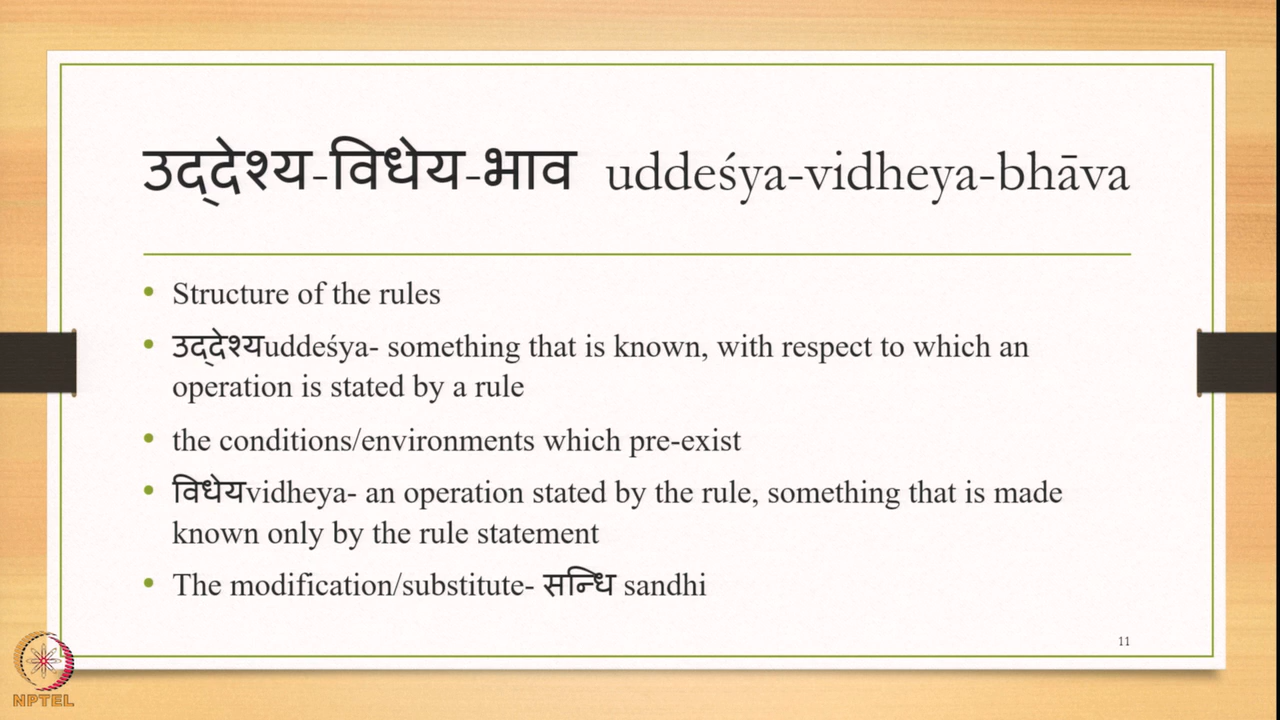 उद्देश्य-विधेय-भाव uddeśya-vidheya-bhāva
• Structure of the rules
• उद्देश्यuddeśya- something that is known, with respect to which an
operation is stated by a rule
• the conditions/environments which pre-exist
• विधेयvidheya- an operation stated by the rule, something that is made
known only by the rule statement
• The modification/substitute- सन्धि sandhi
11
NPTEL